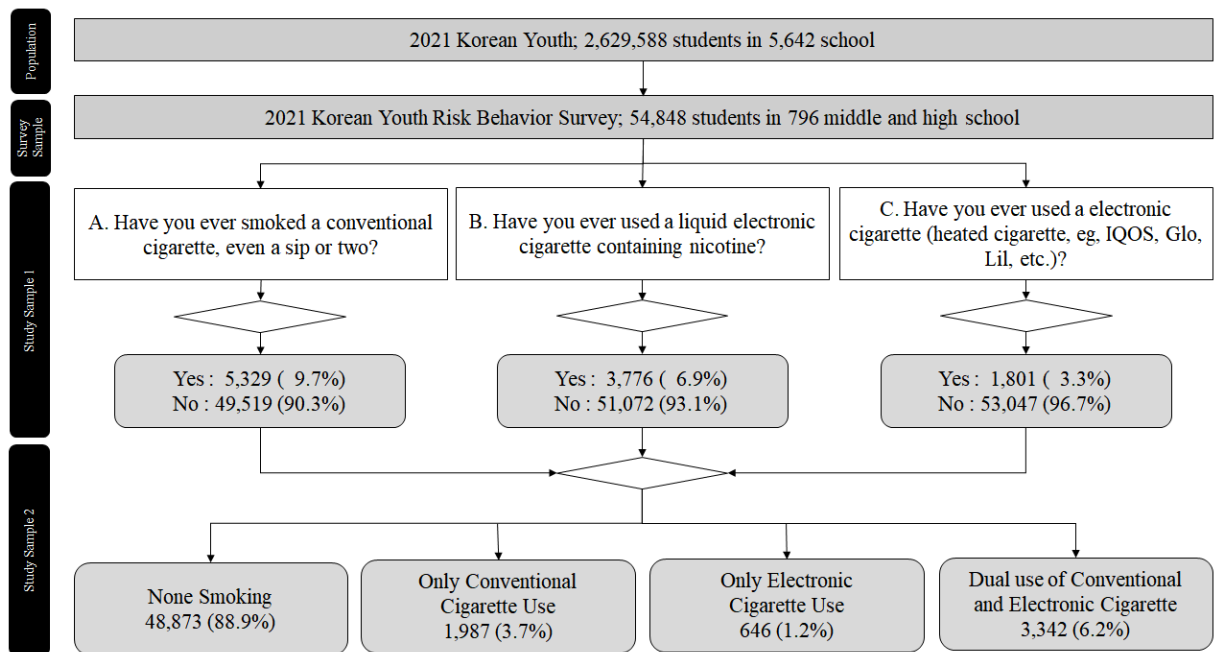 Population
2021 Korean Youth; 2,629,588 students in 5,642 school
Survey
Sample
2021 Korean Youth Risk Behavior Survey; 54,848 students in 796 middle and high school
Study Sample 1
A. Have you ever smoked a conventional
cigarette, even a sip or two?
B. Have you ever used a liquid electronic
cigarette containing nicotine?
C. Have you ever used a electronic
cigarette (heated cigarette, eg, IQOS, Glo,
Lil, etc.)?
Yes : 5,329 ( 9.7%)
No : 49,519 (90.3%)
Yes : 3,776 ( 6.9%)
No : 51,072 (93.1%)
Yes : 1,801 ( 3.3%)
No : 53,047 (96.7%)
Study Sample 2
None Smoking
48,873 (88.9%)
Only Conventional
Cigarette Use
1,987 (3.7%)
Only Electronic
Cigarette Use
646 (1.2%)
Dual use of Conventional
and Electronic Cigarette
3,342 (6.2%)